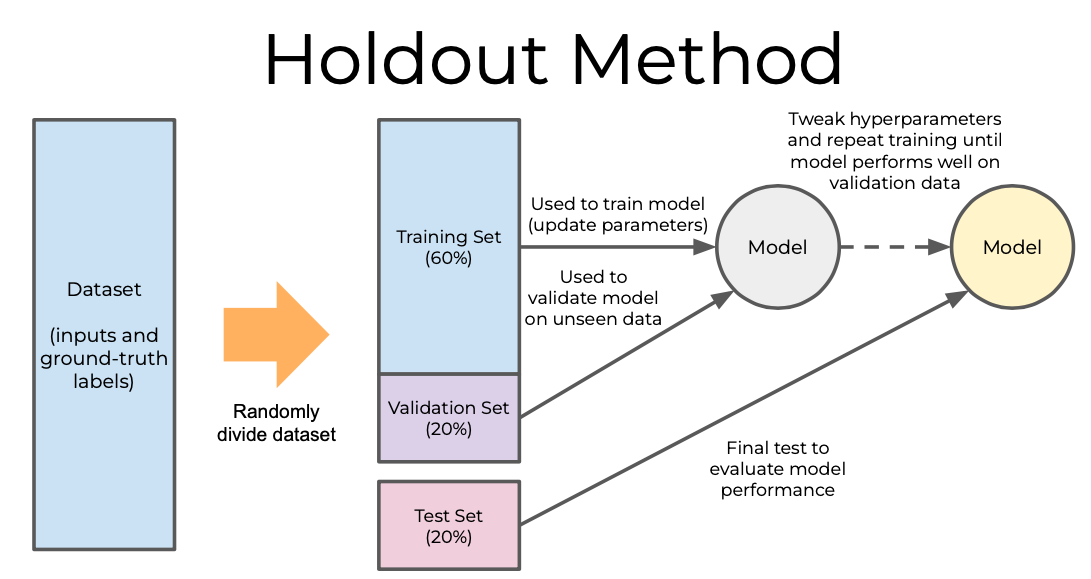 Holdout Method
Dataset
(inputs and
ground-truth
labels)
Randomly
divide dataset
Training Set
(60%)
Validation Set
(20%)
Test Set
(20%)
Used to train model
(update parameters)
Used to
validate model
on unseen data
Model
Tweak hyperparameters
and repeat training until
model performs well on
validation data
Model
Final test to
evaluate model
performance